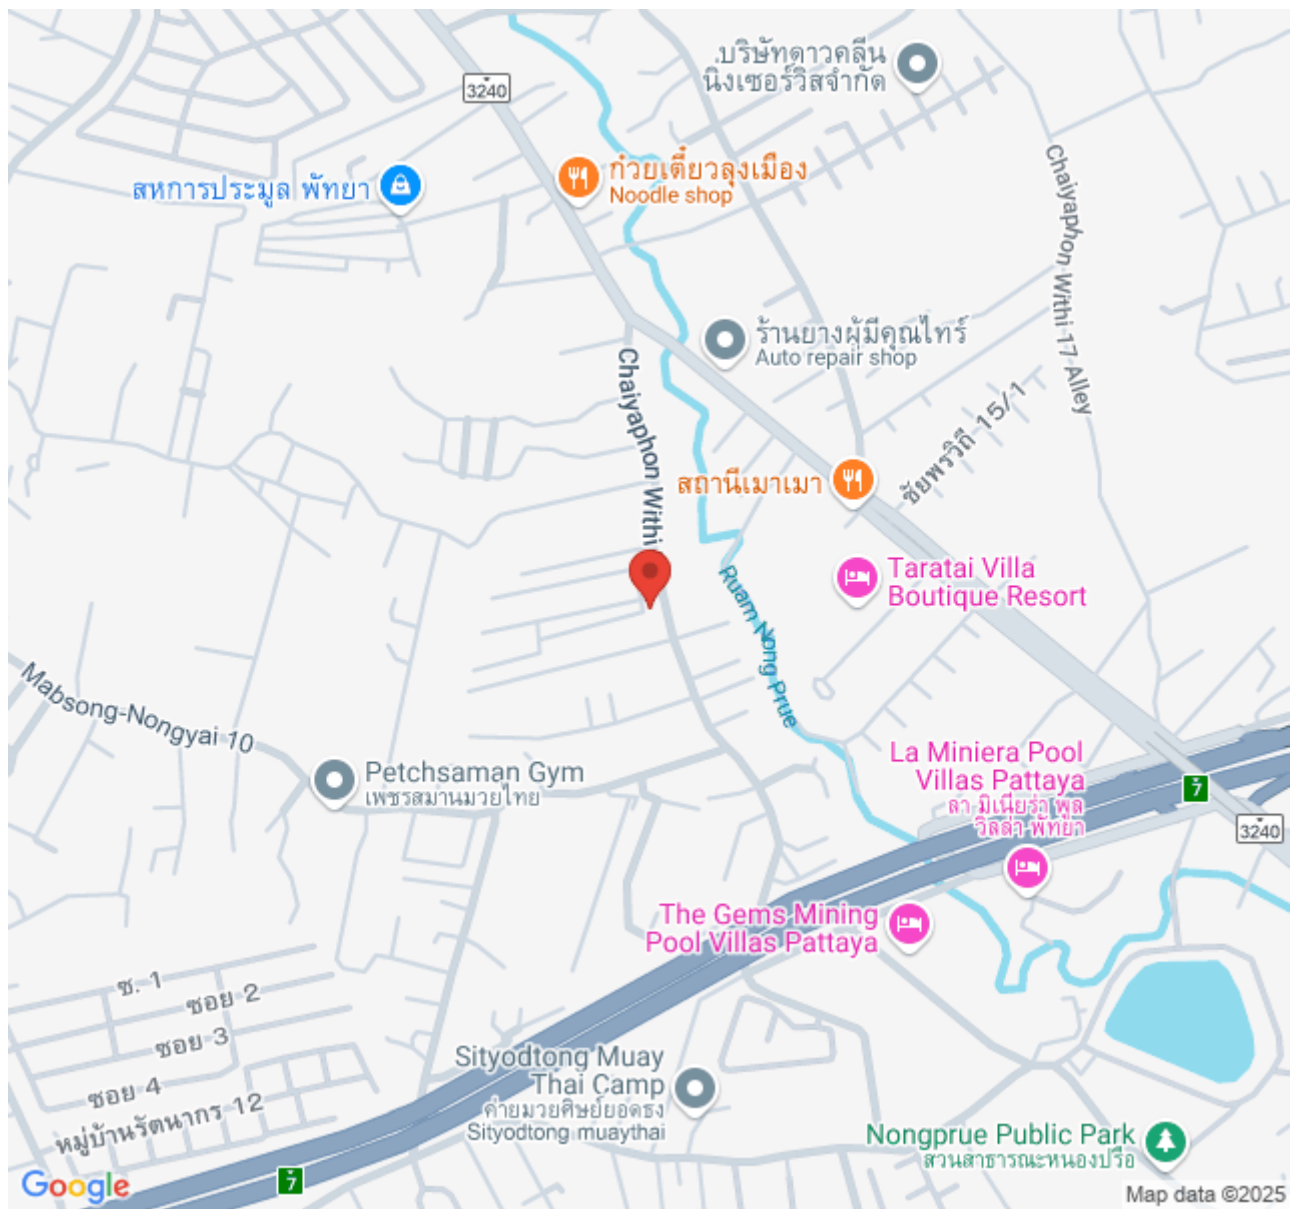 .บริษัทดาวคลีน
นิงเซอร์วิสจำกัด
3240
ก๋วยเตี๋ยวลุงเมือง
Noodle shop
สหการประมูล พัทยา
Chaiyaphon Withi 17 Alley
ร้านยางผู้มีคุณไทร์
Auto repair shop
Chaiyaphon Withi
ชัยพรวิถี 15/1
สถานีเมาเมา
Taratai Villa
Boutique Resort
Ruam Nong Prue
Mabsong-Nongyai 10
La Miniera Pool
Villas Pattaya
ลา มิเนียร่า พูล
วิลล่า พัทยา
Petchsaman Gym
เพชรสมานมวยไทย
7
3240
The Gems Mining
Pool Villas Pattaya
ซ. 1
ซอย 2
ซอย 3
ซอย 4
หมู่บ้านรัตนากร 12
Sityodtong Muay
Thai Camp
ค่ายมวยศิษย์ยอดธง
Sityodtong muaythai
Nongprue Public Park
สวนสาธารณะหนองปรือ
7
Google
Map data ©2025